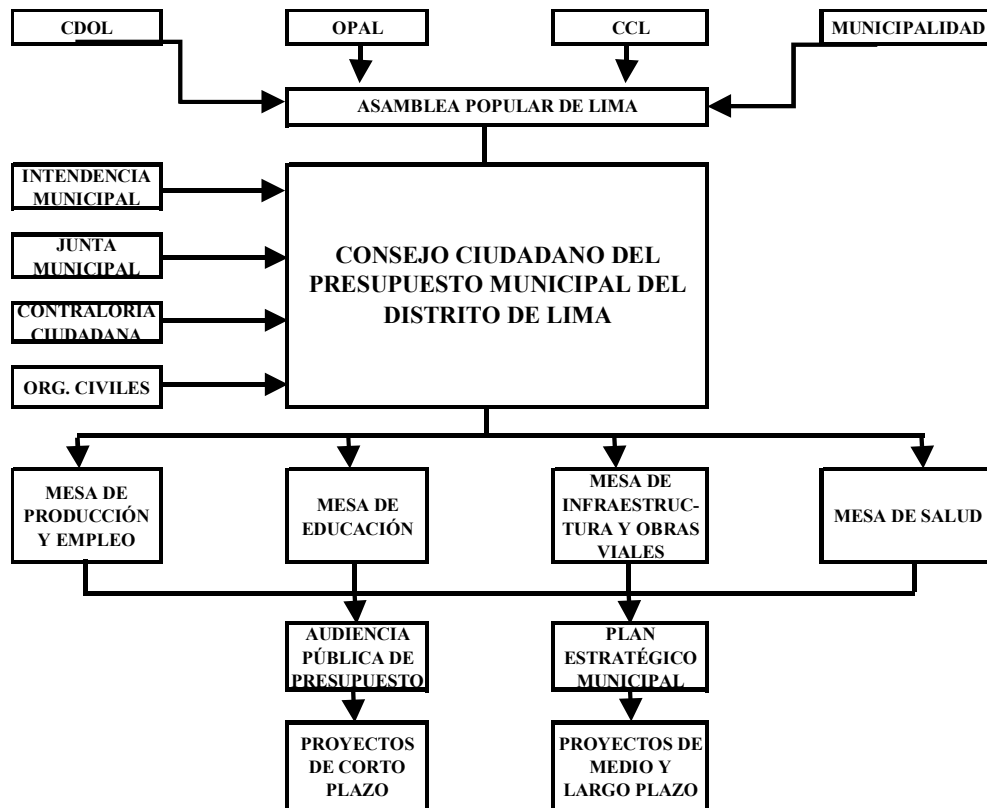 CDOL
OPAL
CCL
MUNICIPALIDAD
ASAMBLEA POPULAR DE LIMA
INTENDENCIA
MUNICIPAL
JUNTA
MUNICIPAL
CONTRALORIA
CIUDADANA
ORG. CIVILES
CONSEJO CIUDADANO DEL
PRESUPUESTO MUNICIPAL DEL
DISTRITO DE LIMA
MESA DE
PRODUCCIÓN
Y EMPLEO
MESA DE
EDUCACIÓN
MESA DE
INFRAESTRUC-
TURA Y OBRAS
VIALES
MESA DE SALUD
AUDIENCIA
PÚBLICA DE
PRESUPUESTO
PLAN
ESTRATÉGICO
MUNICIPAL
PROYECTOS
DE CORTO
PLAZO
PROYECTOS DE
MEDIO Y
LARGO PLAZO